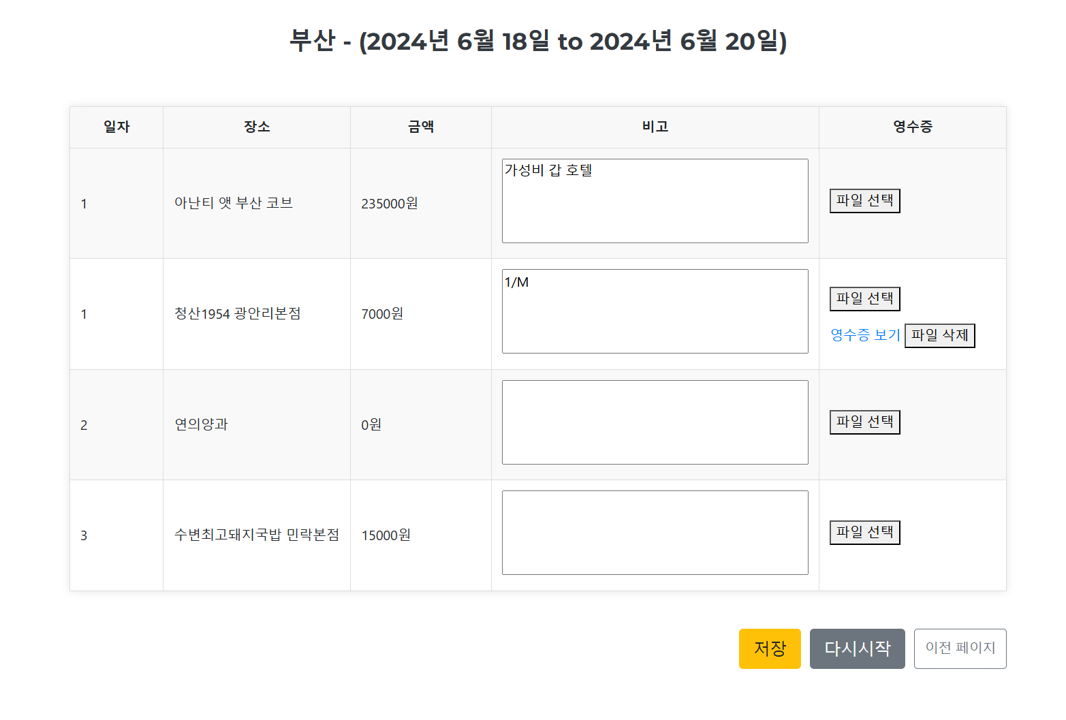 부산 - (2024년 6월 18일 to 2024년 6월 20일)
일자 장소 금액 비고 영수증
1 아난티 앳 부산 코브 235000원 가성비 갑 호텔 파일 선택
1 청산1954 광안리본점 7000원 1/M 파일 선택
영수증 보기 파일 삭제
2 연의양과 0원 파일 선택
3 수변최고돼지국밥 민락본점 15000원 파일 선택
저장 다시시작 이전 페이지